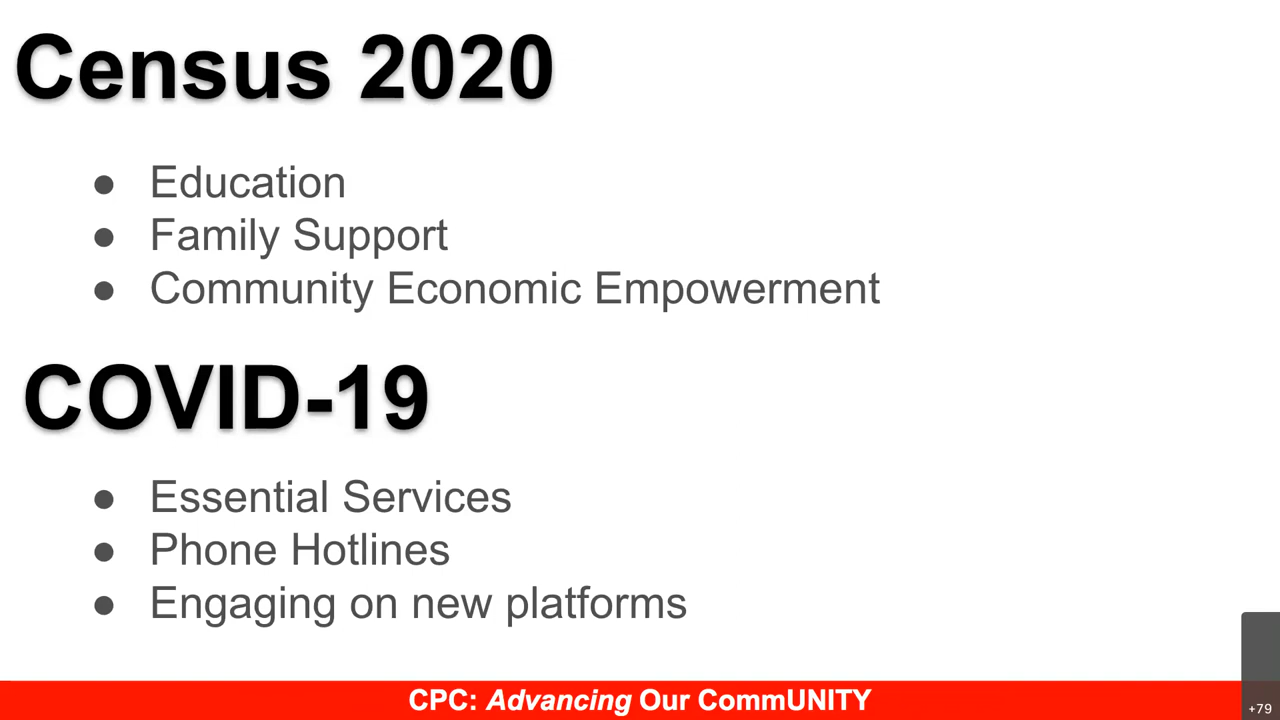 Census 2020
● Education
● Family Support
● Community Economic Empowerment
COVID-19
● Essential Services
● Phone Hotlines
● Engaging on new platforms
CPC: Advancing Our CommUNITY
+79